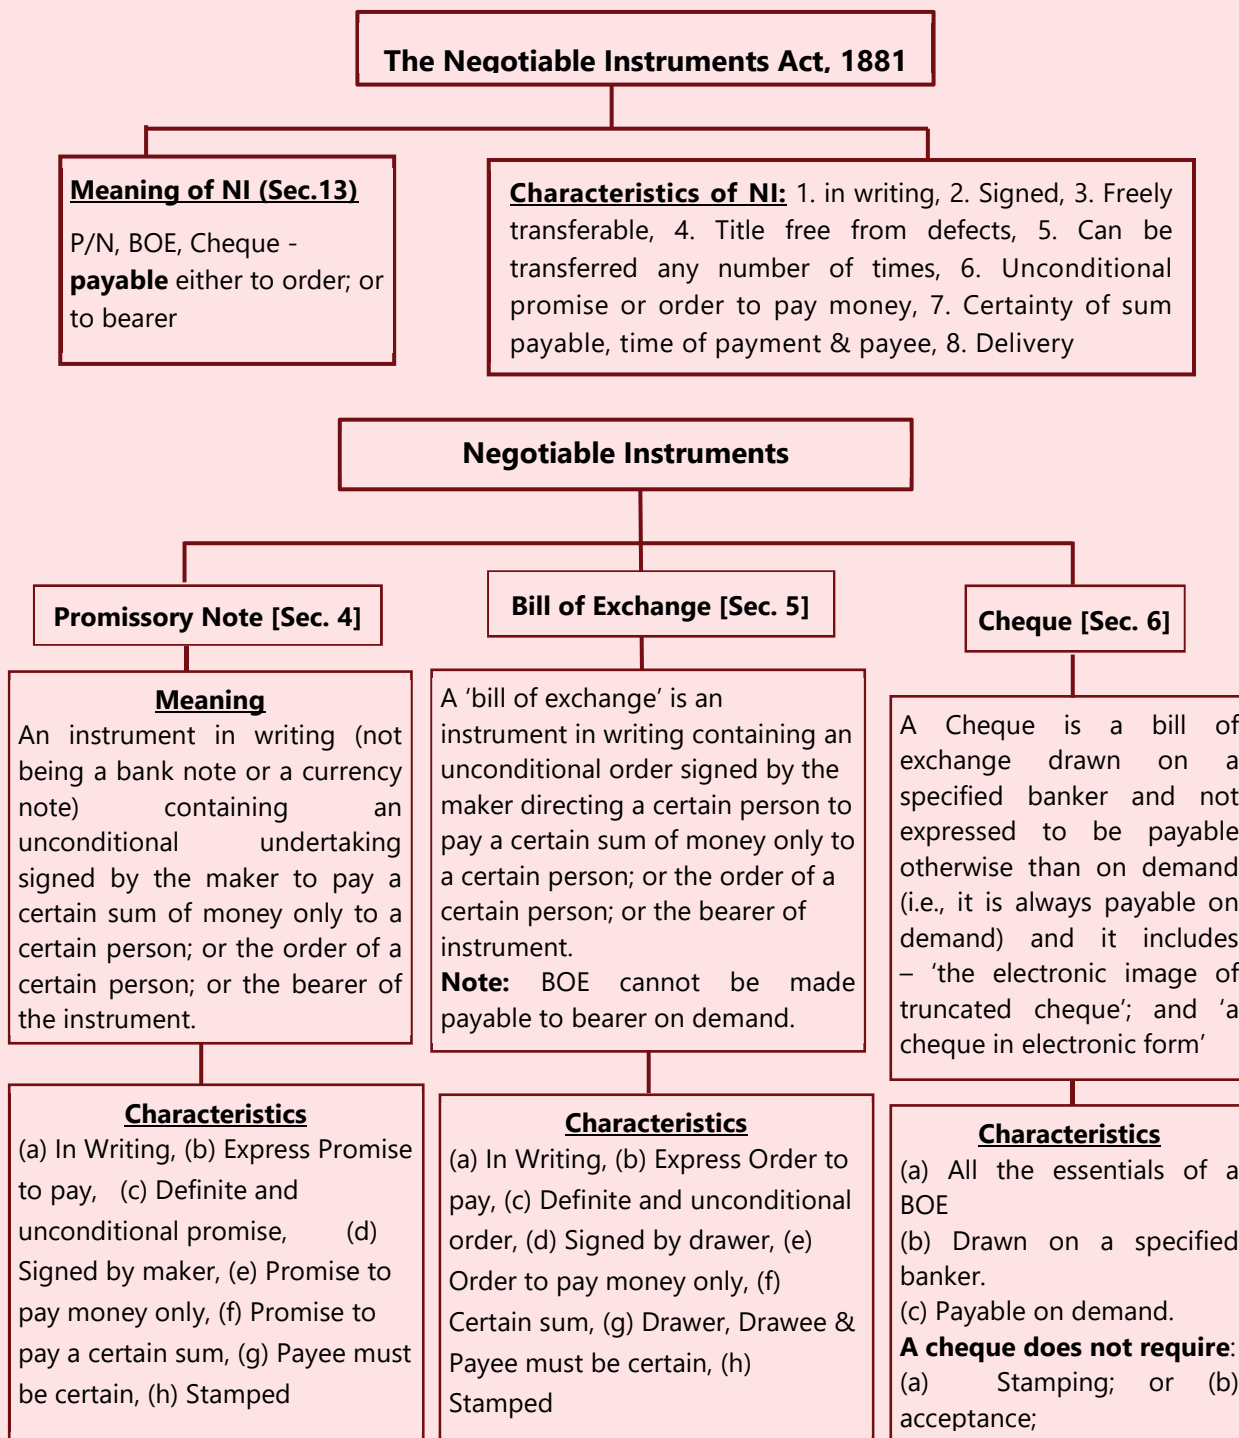 The Negotiable Instruments Act, 1881
Meaning of NI (Sec.13)
P/N, BOE, Cheque -
payable either to order; or
to bearer
Characteristics of NI: 1. in writing, 2. Signed, 3. Freely
transferable, 4. Title free from defects, 5. Can be
transferred any number of times, 6. Unconditional
promise or order to pay money, 7. Certainty of sum
payable, time of payment & payee, 8. Delivery
Negotiable Instruments
Promissory Note [Sec. 4]
Meaning
An instrument in writing (not
being a bank note or a currency
note) containing an
unconditional undertaking
signed by the maker to pay a
certain sum of money only to a
certain person; or the order of a
certain person; or the bearer of
the instrument.
Characteristics
(a) In Writing, (b) Express Promise
to pay, (c) Definite and
unconditional promise, (d)
Signed by maker, (e) Promise to
pay money only, (f) Promise to
pay a certain sum, (g) Payee must
be certain, (h) Stamped
Bill of Exchange [Sec. 5]
A ‘bill of exchange’ is an
instrument in writing containing an
unconditional order signed by the
maker directing a certain person to
pay a certain sum of money only to
a certain person; or the order of a
certain person; or the bearer of
instrument.
Note: BOE cannot be made
payable to bearer on demand.
Characteristics
(a) In Writing, (b) Express Order to
pay, (c) Definite and unconditional
order, (d) Signed by drawer, (e)
Order to pay money only, (f)
Certain sum, (g) Drawer, Drawee &
Payee must be certain, (h)
Stamped
Cheque [Sec. 6]
A Cheque is a bill of
exchange drawn on a
specified banker and not
expressed to be payable
otherwise than on demand
(i.e., it is always payable on
demand) and it includes
– ‘the electronic image of
truncated cheque’; and ‘a
cheque in electronic form’
Characteristics
(a) All the essentials of a
BOE
(b) Drawn on a specified
banker.
(c) Payable on demand.
A cheque does not require:
(a) Stamping; or (b)
acceptance;